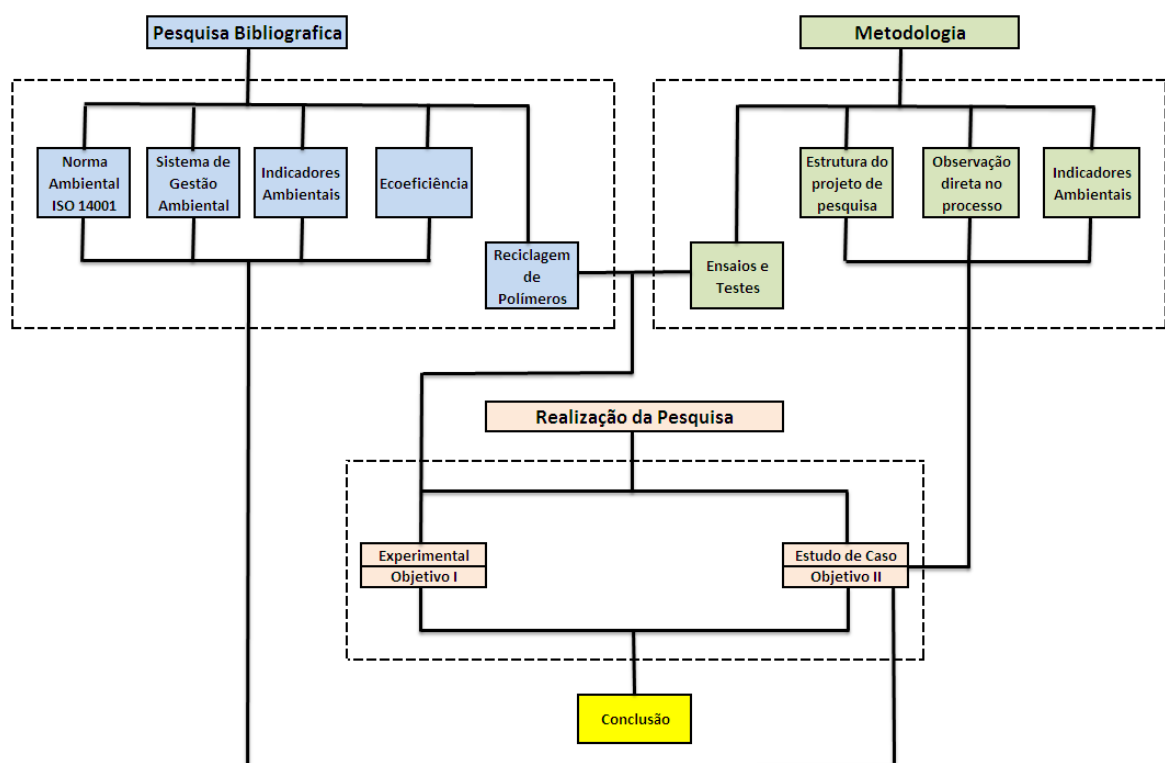 Pesquisa Bibliografica
Metodologia
Norma
Ambiental
ISO 14001
Sistema de
Gestão
Ambiental
Indicadores
Ambientais
Ecoeficiência
Reciclagem
de
Polímeros
Ensaios e
Testes
Estrutura do
projeto de
pesquisa
Observação
direta no
processo
Indicadores
Ambientais
Realização da Pesquisa
Experimental
Objetivo I
Estudo de Caso
Objetivo II
Conclusão